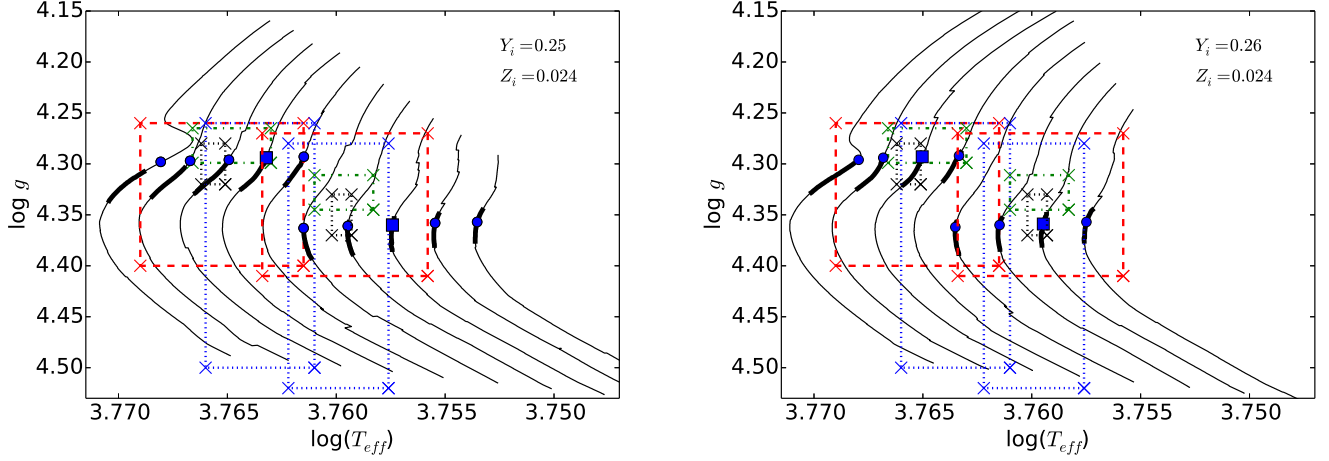 4.15
4.20
4.25
4.30
4.35
4.40
4.45
4.50
log g
3.770 3.765 3.760 3.755 3.750
log(T_eff)
Y_i = 0.25
Z_i = 0.024
4.15
4.20
4.25
4.30
4.35
4.40
4.45
4.50
log g
3.770 3.765 3.760 3.755 3.750
log(T_eff)
Y_i = 0.26
Z_i = 0.024